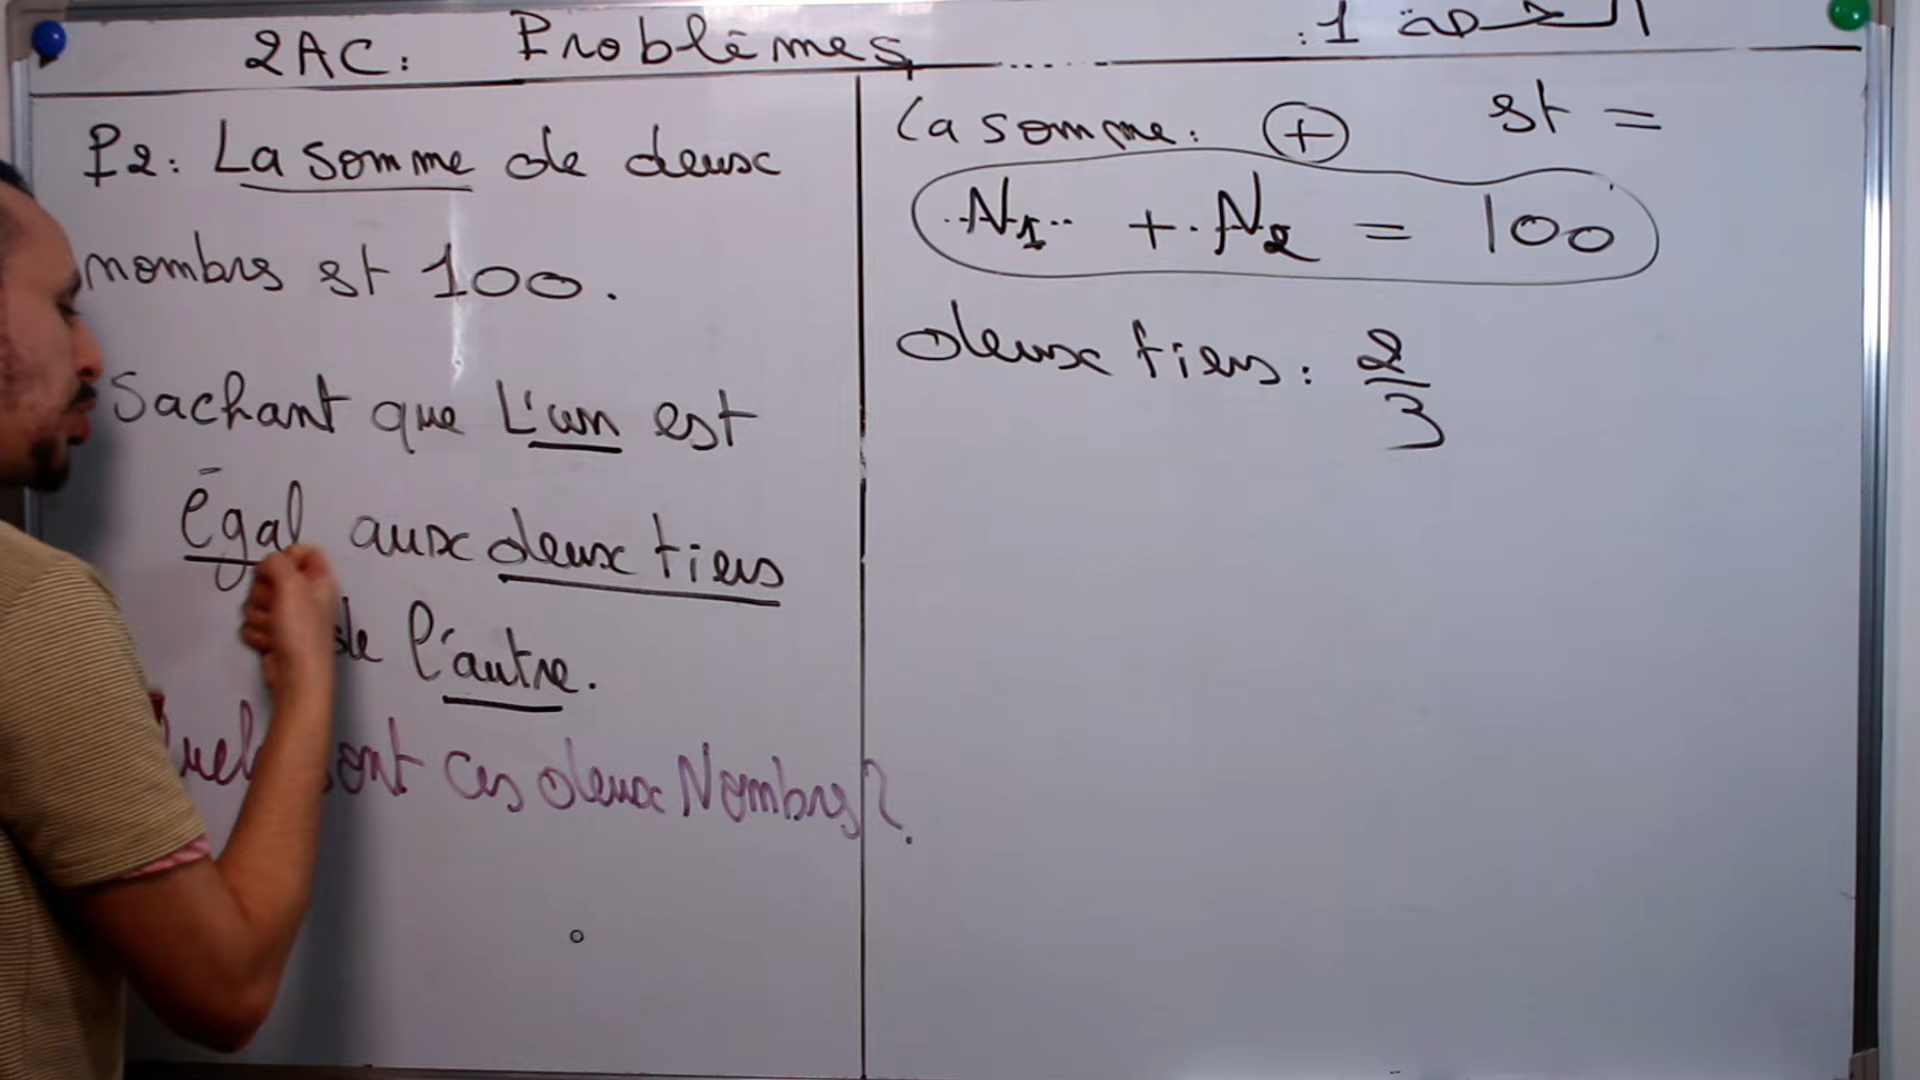 2AC: Problèmes
الحصة 1:
P2: La somme de deux
nombres est 100.
Sachant que L'un est
égal aux deux tiers
de l'autre.
sont ces deux Nombres?
La somme: + est =
N1 + N2 = 100
deux tiers: 2/3